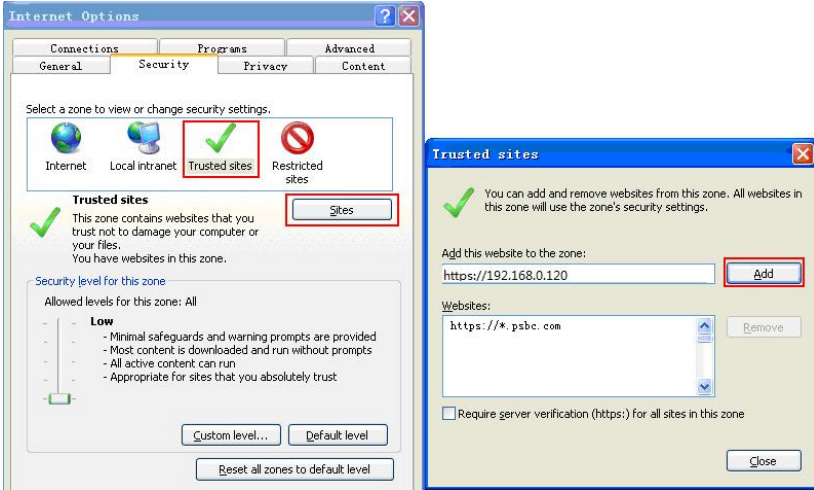 Internet Options
Connections Programs Advanced
General Security Privacy Content
Select a zone to view or change security settings.
Internet Local intranet Trusted sites Restricted sites
Trusted sites
Sites
This zone contains websites that you
trust not to damage your computer or
your files.
You have websites in this zone.
Security level for this zone
Allowed levels for this zone: All
Low
- Minimal safeguards and warning prompts are provided
- Most content is downloaded and run without prompts
- All active content can run
- Appropriate for sites that you absolutely trust
Custom level... Default level
Reset all zones to default level
Trusted sites
You can add and remove websites from this zone. All websites in
this zone will use the zone's security settings.
Add this website to the zone:
https://192.168.0.120 Add
Websites:
https://*.psbc.com Remove
Require server verification (https:) for all sites in this zone
Close